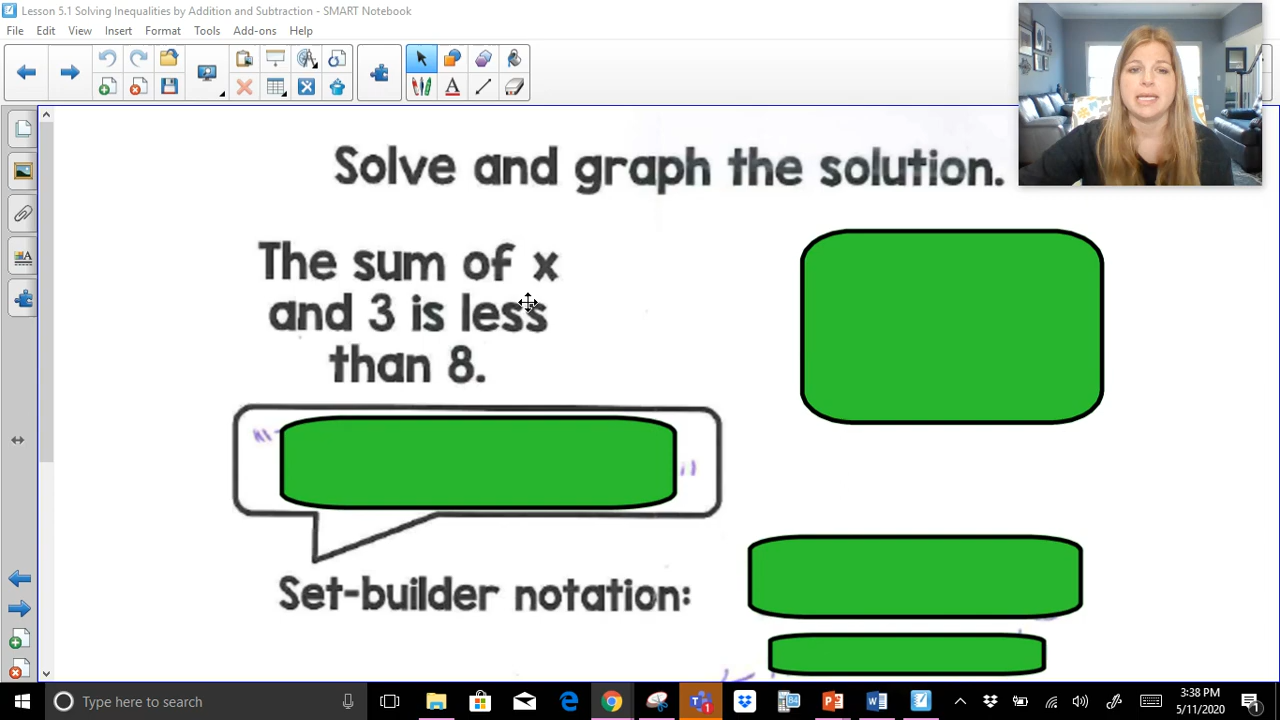 Lesson 5.1 Solving Inequalities by Addition and Subtraction - SMART Notebook
File Edit View Insert Format Tools Add-ons Help
Solve and graph the solution.
The sum of x
and 3 is less
than 8.
Set-builder notation:
Type here to search
3:38 PM
5/11/2020